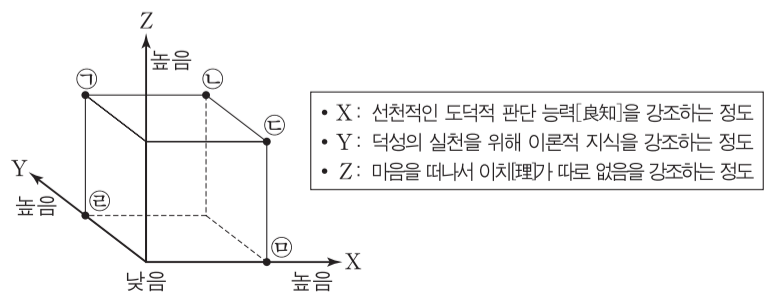 Z
높음
㉠
㉡
㉢
Y
높음
㉣
㉤
X
낮음
높음
• X: 선천적인 도덕적 판단 능력[良知]을 강조하는 정도
• Y: 덕성의 실천을 위해 이론적 지식을 강조하는 정도
• Z: 마음을 떠나서 이치[理]가 따로 없음을 강조하는 정도